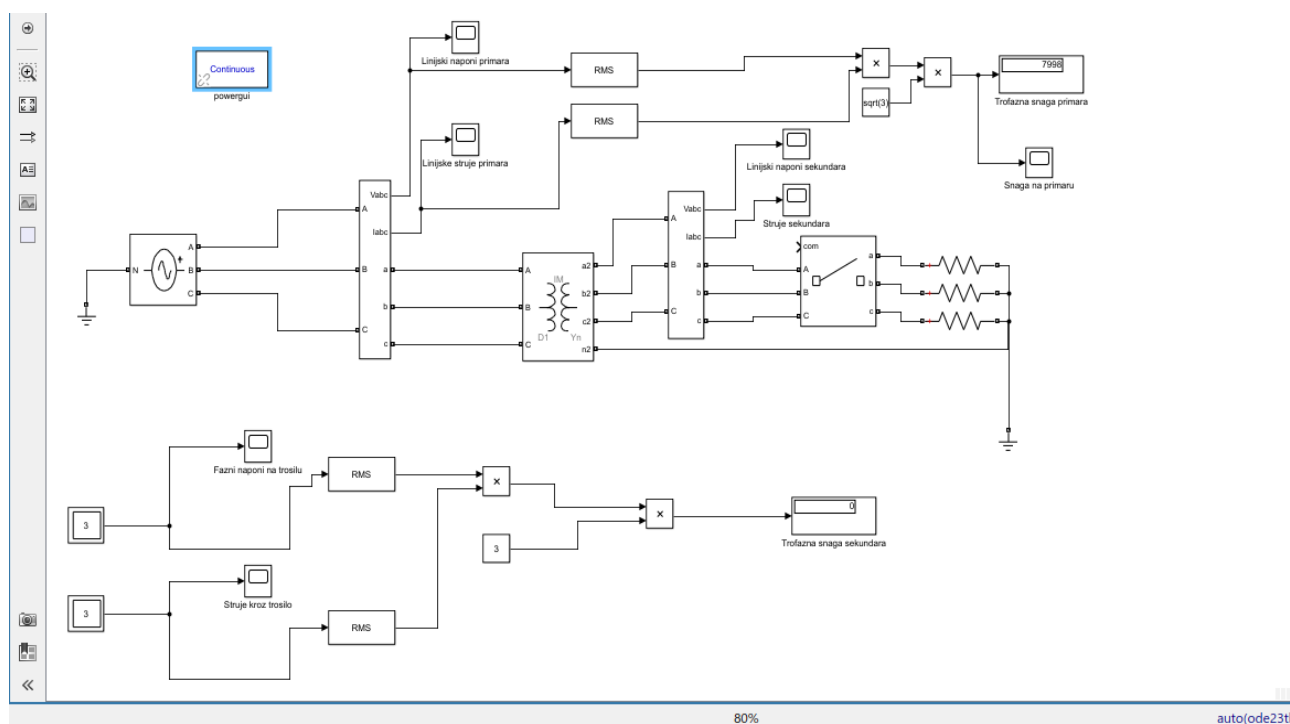 Continuous
powergui
Linijski naponi primara
RMS
×
×
7998
Trofazna snaga primara
sqrt(3)
RMS
Linijske struje primara
Linijski naponi sekundara
Snaga na primaru
Struje sekundara
Vabc
A
Iabc
B
a
b
C
c
N
A
B
C
+
A
B
C
IM
D1
Yn
a2
b2
c2
n2
Vabc
A
Iabc
B
a
b
C
c
com
A
B
C
a
b
c
+
+
+
Fazni naponi na trosilu
RMS
×
3
3
×
0
Trofazna snaga sekundara
3
Struje kroz trosilo
RMS
80%